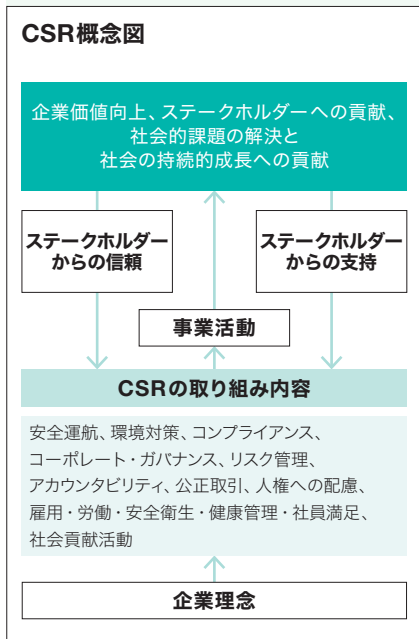 CSR概念図
企業価値向上、ステークホルダーへの貢献、
社会的課題の解決と
社会の持続的成長への貢献
ステークホルダー
からの信頼
ステークホルダー
からの支持
事業活動
CSRの取り組み内容
安全運航、環境対策、コンプライアンス、
コーポレート・ガバナンス、リスク管理、
アカウンタビリティ、公正取引、人権への配慮、
雇用・労働・安全衛生・健康管理・社員満足、
社会貢献活動
企業理念